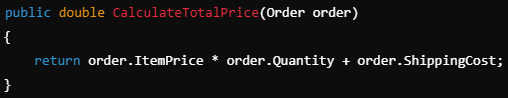 public double CalculateTotalPrice(Order order)
{
    return order.ItemPrice * order.Quantity + order.ShippingCost;
}